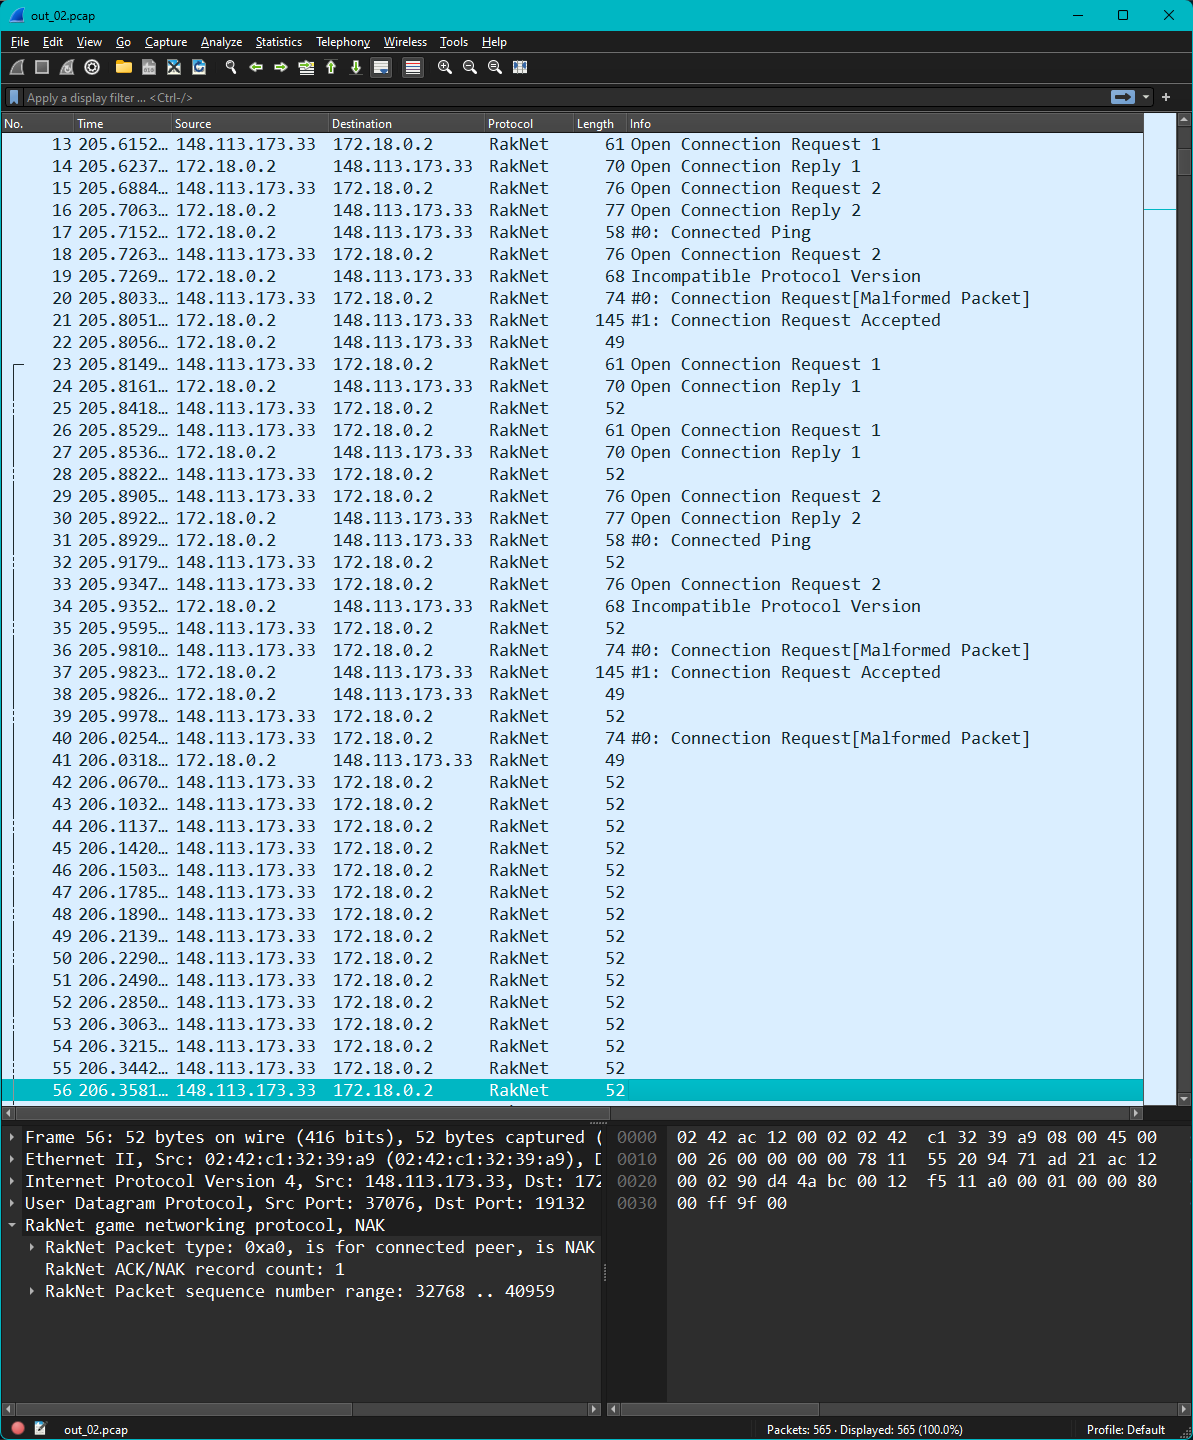 out_02.pcap
File Edit View Go Capture Analyze Statistics Telephony Wireless Tools Help
Apply a display filter ... <Ctrl-/>
No. Time Source Destination Protocol Length Info
13 205.6152… 148.113.173.33 172.18.0.2 RakNet 61 Open Connection Request 1
14 205.6237… 172.18.0.2 148.113.173.33 RakNet 70 Open Connection Reply 1
15 205.6884… 148.113.173.33 172.18.0.2 RakNet 76 Open Connection Request 2
16 205.7063… 172.18.0.2 148.113.173.33 RakNet 77 Open Connection Reply 2
17 205.7152… 172.18.0.2 148.113.173.33 RakNet 58 #0: Connected Ping
18 205.7263… 148.113.173.33 172.18.0.2 RakNet 76 Open Connection Request 2
19 205.7269… 172.18.0.2 148.113.173.33 RakNet 68 Incompatible Protocol Version
20 205.8033… 148.113.173.33 172.18.0.2 RakNet 74 #0: Connection Request[Malformed Packet]
21 205.8051… 172.18.0.2 148.113.173.33 RakNet 145 #1: Connection Request Accepted
22 205.8056… 172.18.0.2 148.113.173.33 RakNet 49
23 205.8149… 148.113.173.33 172.18.0.2 RakNet 61 Open Connection Request 1
24 205.8161… 172.18.0.2 148.113.173.33 RakNet 70 Open Connection Reply 1
25 205.8418… 148.113.173.33 172.18.0.2 RakNet 52
26 205.8529… 148.113.173.33 172.18.0.2 RakNet 61 Open Connection Request 1
27 205.8536… 172.18.0.2 148.113.173.33 RakNet 70 Open Connection Reply 1
28 205.8822… 148.113.173.33 172.18.0.2 RakNet 52
29 205.8905… 148.113.173.33 172.18.0.2 RakNet 76 Open Connection Request 2
30 205.8922… 172.18.0.2 148.113.173.33 RakNet 77 Open Connection Reply 2
31 205.8929… 172.18.0.2 148.113.173.33 RakNet 58 #0: Connected Ping
32 205.9179… 148.113.173.33 172.18.0.2 RakNet 52
33 205.9347… 148.113.173.33 172.18.0.2 RakNet 76 Open Connection Request 2
34 205.9352… 172.18.0.2 148.113.173.33 RakNet 68 Incompatible Protocol Version
35 205.9595… 148.113.173.33 172.18.0.2 RakNet 52
36 205.9810… 148.113.173.33 172.18.0.2 RakNet 74 #0: Connection Request[Malformed Packet]
37 205.9823… 172.18.0.2 148.113.173.33 RakNet 145 #1: Connection Request Accepted
38 205.9826… 172.18.0.2 148.113.173.33 RakNet 49
39 205.9978… 148.113.173.33 172.18.0.2 RakNet 52
40 206.0254… 148.113.173.33 172.18.0.2 RakNet 74 #0: Connection Request[Malformed Packet]
41 206.0318… 172.18.0.2 148.113.173.33 RakNet 49
42 206.0670… 148.113.173.33 172.18.0.2 RakNet 52
43 206.1032… 148.113.173.33 172.18.0.2 RakNet 52
44 206.1137… 148.113.173.33 172.18.0.2 RakNet 52
45 206.1420… 148.113.173.33 172.18.0.2 RakNet 52
46 206.1503… 148.113.173.33 172.18.0.2 RakNet 52
47 206.1785… 148.113.173.33 172.18.0.2 RakNet 52
48 206.1890… 148.113.173.33 172.18.0.2 RakNet 52
49 206.2139… 148.113.173.33 172.18.0.2 RakNet 52
50 206.2290… 148.113.173.33 172.18.0.2 RakNet 52
51 206.2490… 148.113.173.33 172.18.0.2 RakNet 52
52 206.2850… 148.113.173.33 172.18.0.2 RakNet 52
53 206.3063… 148.113.173.33 172.18.0.2 RakNet 52
54 206.3215… 148.113.173.33 172.18.0.2 RakNet 52
55 206.3442… 148.113.173.33 172.18.0.2 RakNet 52
56 206.3581… 148.113.173.33 172.18.0.2 RakNet 52
Frame 56: 52 bytes on wire (416 bits), 52 bytes captured (
Ethernet II, Src: 02:42:c1:32:39:a9 (02:42:c1:32:39:a9), D
Internet Protocol Version 4, Src: 148.113.173.33, Dst: 172
User Datagram Protocol, Src Port: 37076, Dst Port: 19132
RakNet game networking protocol, NAK
RakNet Packet type: 0xa0, is for connected peer, is NAK
RakNet ACK/NAK record count: 1
RakNet Packet sequence number range: 32768 .. 40959
0000 02 42 ac 12 00 02 02 42 c1 32 39 a9 08 00 45 00
0010 00 26 00 00 00 00 78 11 55 20 94 71 ad 21 ac 12
0020 00 02 90 d4 4a bc 00 12 f5 11 a0 00 01 00 00 80
0030 00 ff 9f 00
out_02.pcap
Packets: 565 · Displayed: 565 (100.0%)
Profile: Default